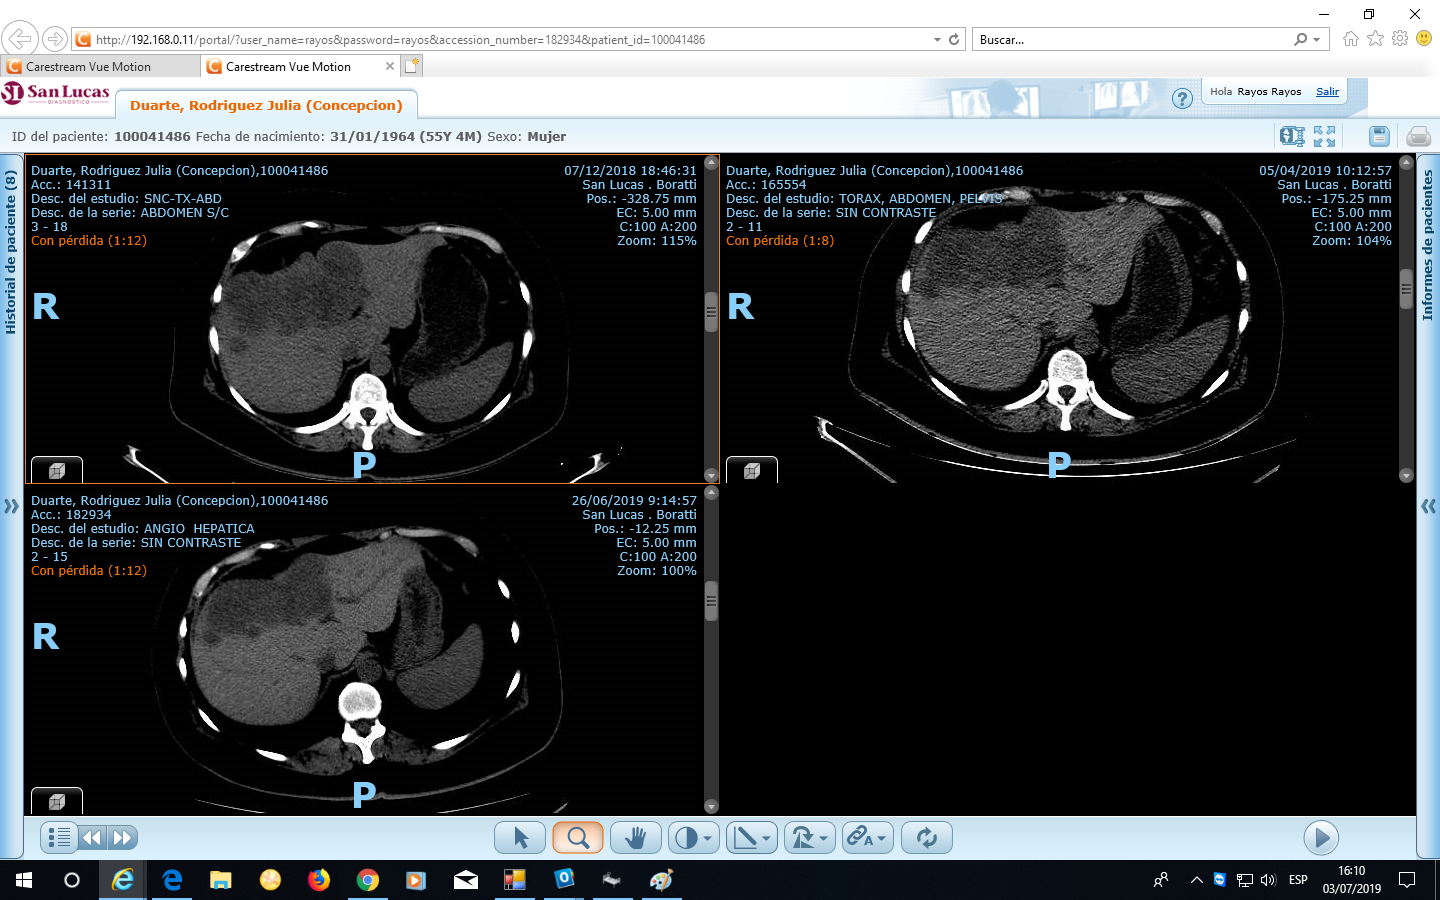 http://192.168.0.11/portal/?user_name=rayos&password=rayos&accession_number=182934&patient_id=100041486
Buscar...
Carestream Vue Motion
Carestream Vue Motion
San Lucas
DIAGNOSTICO
Duarte, Rodriguez Julia (Concepcion)
Hola Rayos Rayos Salir
ID del paciente: 100041486 Fecha de nacimiento: 31/01/1964 (55Y 4M) Sexo: Mujer
Historial de paciente (8)
Duarte, Rodriguez Julia (Concepcion),100041486
Acc.: 141311
Desc. del estudio: SNC-TX-ABD
Desc. de la serie: ABDOMEN S/C
3 - 18
Con pérdida (1:12)
07/12/2018 18:46:31
San Lucas . Boratti
Pos.: -328.75 mm
EC: 5.00 mm
C:100 A:200
Zoom: 115%
R
P
Duarte, Rodriguez Julia (Concepcion),100041486
Acc.: 165554
Desc. del estudio: TORAX, ABDOMEN, PELVIS
Desc. de la serie: SIN CONTRASTE
2 - 11
Con pérdida (1:8)
05/04/2019 10:12:57
San Lucas . Boratti
Pos.: -175.25 mm
EC: 5.00 mm
C:100 A:200
Zoom: 104%
R
P
Informes de pacientes
Duarte, Rodriguez Julia (Concepcion),100041486
Acc.: 182934
Desc. del estudio: ANGIO  HEPATICA
Desc. de la serie: SIN CONTRASTE
2 - 15
Con pérdida (1:12)
26/06/2019 9:14:57
San Lucas . Boratti
Pos.: -12.25 mm
EC: 5.00 mm
C:100 A:200
Zoom: 100%
R
P
A
ESP
16:10
03/07/2019